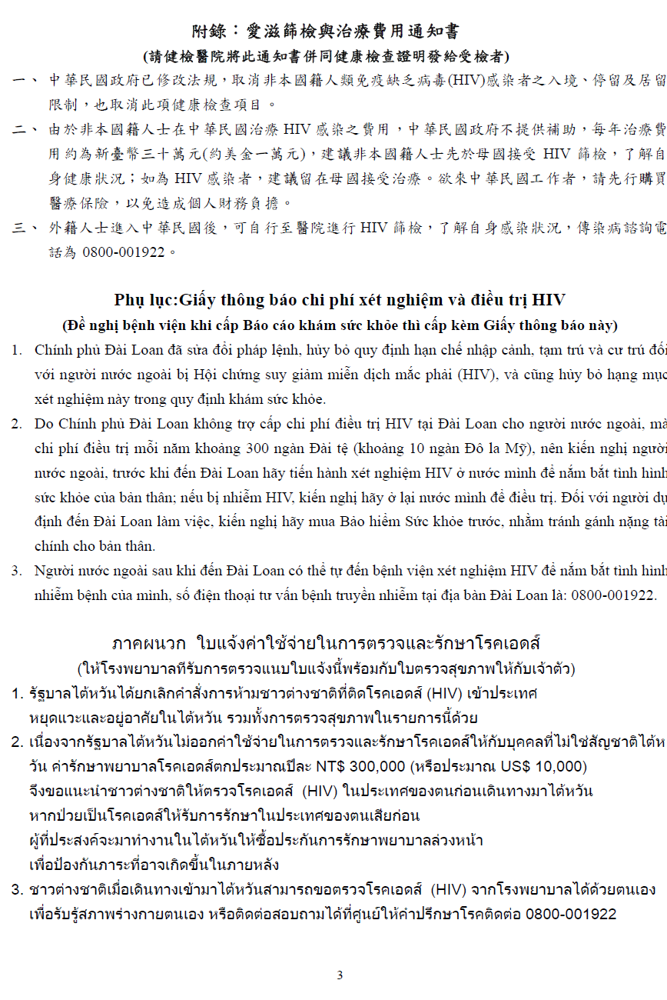 附錄：愛滋篩檢與治療費用通知書
(請健檢醫院將此通知書併同健康檢查證明發給受檢者)
一、 中華民國政府已修改法規，取消非本國籍人類免疫缺乏病毒(HIV)感染者之入境、停留及居留
限制，也取消此項健康檢查項目。
二、 由於非本國籍人士在中華民國治療 HIV 感染之費用，中華民國政府不提供補助，每年治療費
用約為新臺幣三十萬元(約美金一萬元)，建議非本國籍人士先於母國接受 HIV 篩檢，了解自
身健康狀況；如為 HIV 感染者，建議留在母國接受治療。欲來中華民國工作者，請先行購買
醫療保險，以免造成個人財務負擔。
三、 外籍人士進入中華民國後，可自行至醫院進行 HIV 篩檢，了解自身感染狀況，傳染病諮詢電
話為 0800-001922。
Phụ lục:Giấy thông báo chi phí xét nghiệm và điều trị HIV
(Đề nghị bệnh viện khi cấp Báo cáo khám sức khỏe thì cấp kèm Giấy thông báo này)
1. Chính phủ Đài Loan đã sửa đổi pháp lệnh, hủy bỏ quy định hạn chế nhập cảnh, tạm trú và cư trú đối
với người nước ngoài bị Hội chứng suy giảm miễn dịch mắc phải (HIV), và cũng hủy bỏ hạng mục
xét nghiệm này trong quy định khám sức khỏe.
2. Do Chính phủ Đài Loan không trợ cấp chi phí điều trị HIV tại Đài Loan cho người nước ngoài, mà
chi phí điều trị mỗi năm khoảng 300 ngàn Đài tệ (khoảng 10 ngàn Đô la Mỹ), nên kiến nghị người
nước ngoài, trước khi đến Đài Loan hãy tiến hành xét nghiệm HIV ở nước mình để nắm bắt tình hình
sức khỏe của bản thân; nếu bị nhiễm HIV, kiến nghị hãy ở lại nước mình để điều trị. Đối với người dự
định đến Đài Loan làm việc, kiến nghị hãy mua Bảo hiểm Sức khỏe trước, nhằm tránh gánh nặng tài
chính cho bản thân.
3. Người nước ngoài sau khi đến Đài Loan có thể tự đến bệnh viện xét nghiệm HIV để nắm bắt tình hình
nhiễm bệnh của mình, số điện thoại tư vấn bệnh truyền nhiễm tại địa bàn Đài Loan là: 0800-001922.
ภาคผนวก ใบแจ้งค่าใช้จ่ายในการตรวจและรักษาโรคเอดส์
(ให้โรงพยาบาลที่รับการตรวจแนบใบแจ้งนี้พร้อมกับใบตรวจสุขภาพให้กับเจ้าตัว)
1. รัฐบาลไต้หวันได้ยกเลิกคำสั่งการห้ามชาวต่างชาติที่ติดโรคเอดส์ (HIV) เข้าประเทศ
หยุดแวะและอยู่อาศัยในไต้หวัน รวมทั้งการตรวจสุขภาพในรายการนี้ด้วย
2. เนื่องจากรัฐบาลไต้หวันไม่ออกค่าใช้จ่ายในการตรวจและรักษาโรคเอดส์ให้กับบุคคลที่ไม่ใช่สัญชาติไต้ห
วัน ค่ารักษาพยาบาลโรคเอดส์ตกประมาณปีละ NT$ 300,000 (หรือประมาณ US$ 10,000)
จึงขอแนะนำชาวต่างชาติให้ตรวจโรคเอดส์ (HIV) ในประเทศของตนก่อนเดินทางมาไต้หวัน
หากป่วยเป็นโรคเอดส์ให้รับการรักษาในประเทศของตนเสียก่อน
ผู้ที่ประสงค์จะมาทำงานในไต้หวันให้ซื้อประกันการรักษาพยาบาลล่วงหน้า
เพื่อป้องกันภาระที่อาจเกิดขึ้นในภายหลัง
3. ชาวต่างชาติเมื่อเดินทางเข้ามาไต้หวันสามารถขอตรวจโรคเอดส์ (HIV) จากโรงพยาบาลได้ด้วยตนเอง
เพื่อรับรู้สภาพร่างกายตนเอง หรือติดต่อสอบถามได้ที่ศูนย์ให้คำปรึกษาโรคติดต่อ 0800-001922
3